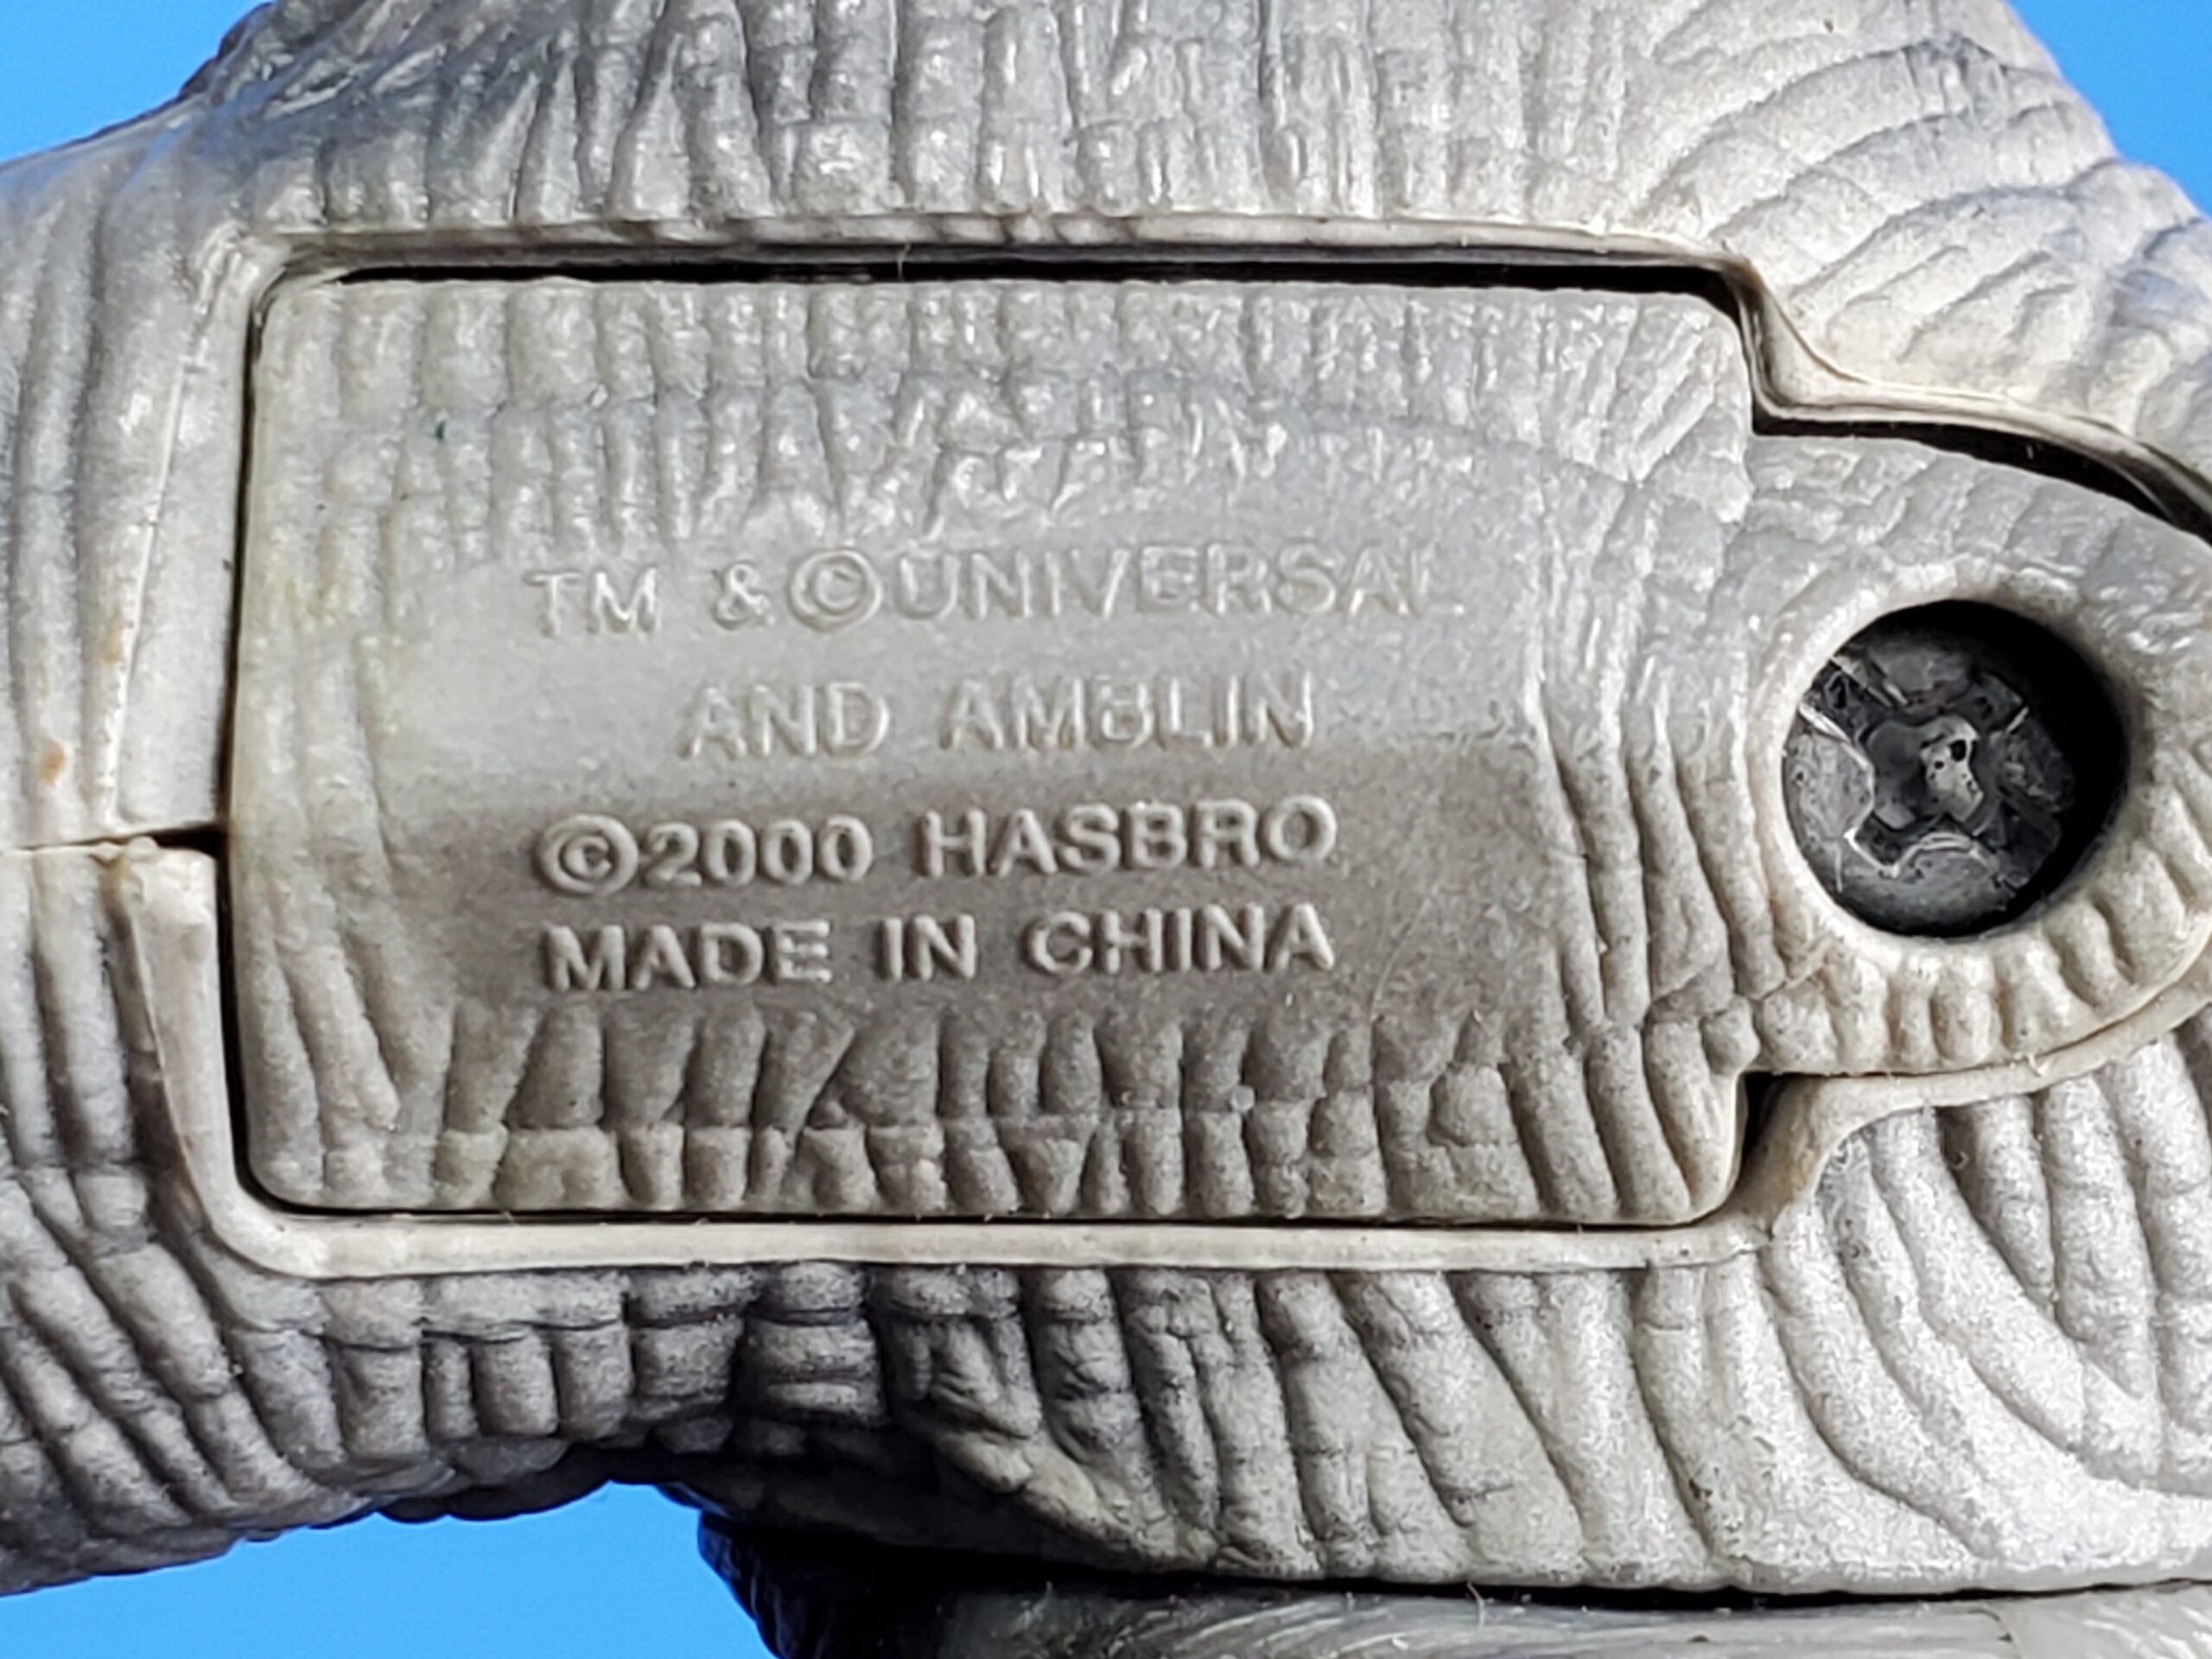 TM & ©UNIVERSAL
AND AMBLIN
©2000 HASBRO
MADE IN CHINA